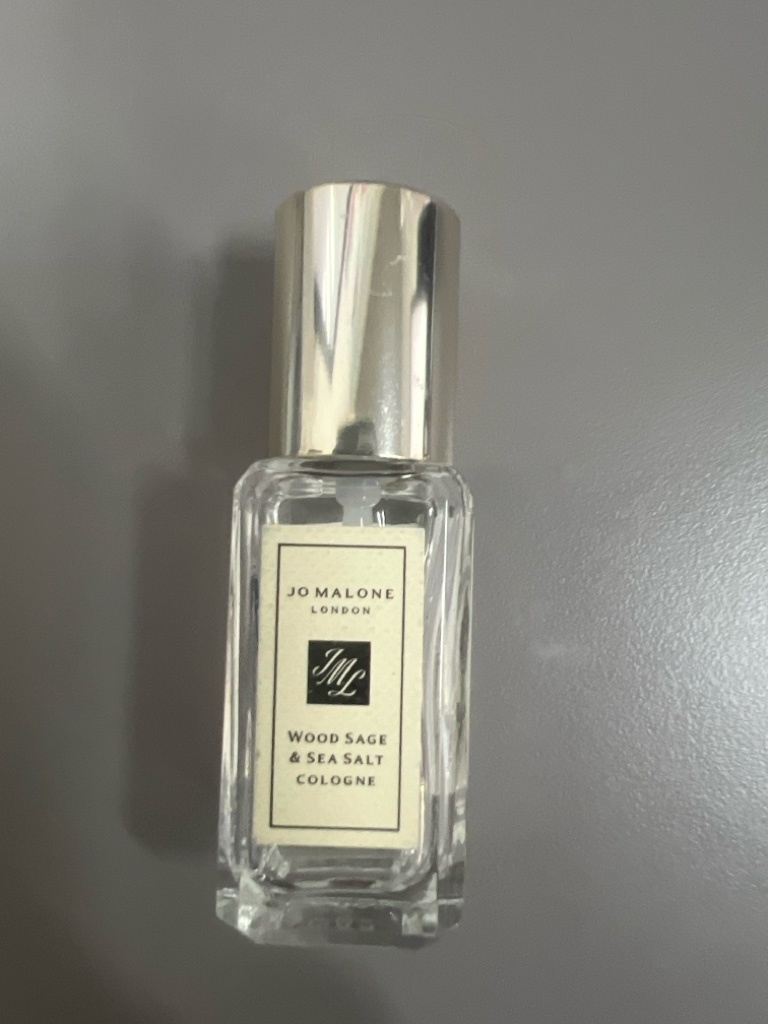 JO MALONE
LONDON
JML
WOOD SAGE
& SEA SALT
COLOGNE